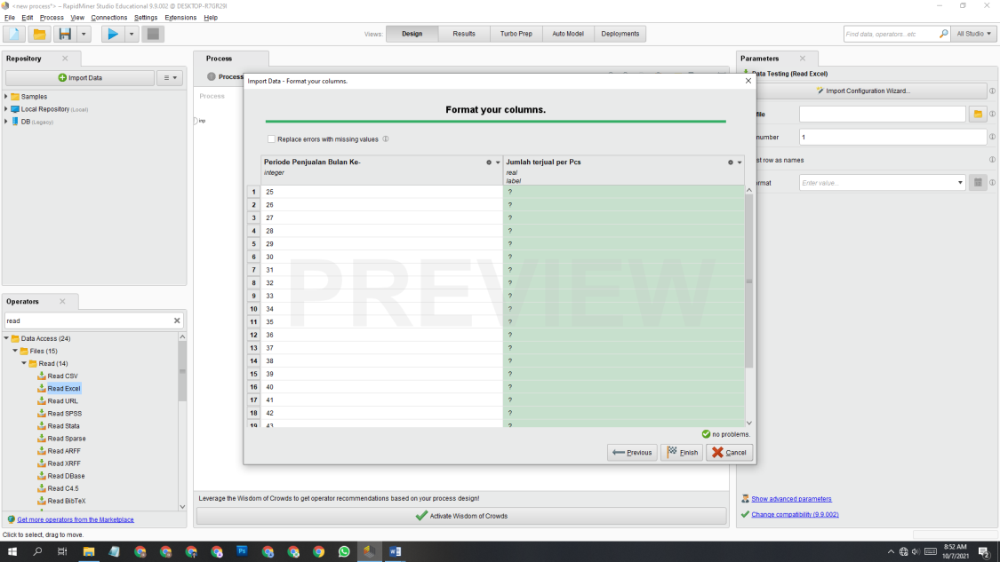 <new process*> – RapidMiner Studio Educational 9.9.002 @ DESKTOP-R7GR29I
File Edit Process View Connections Settings Extensions Help
Views: Design Results Turbo Prep Auto Model Deployments
Find data, operators...etc All Studio
Repository
Import Data
Samples
Local Repository (Local)
DB (Legacy)
Operators
read
Data Access (24)
Files (15)
Read (14)
Read CSV
Read Excel
Read URL
Read SPSS
Read Stata
Read Sparse
Read ARFF
Read XRFF
Read DBase
Read C4.5
Read BibTeX
Get more operators from the Marketplace
Click to select, drag to move.
Process
Process
Process
inp
Import Data - Format your columns.
Format your columns.
Replace errors with missing values
Periode Penjualan Bulan Ke- Jumlah terjual per Pcs
integer real
label
1 25 ?
2 26 ?
3 27 ?
4 28 ?
5 29 ?
6 30 ?
7 31 ?
8 32 ?
9 33 ?
10 34 ?
11 35 ?
12 36 ?
13 37 ?
14 38 ?
15 39 ?
16 40 ?
17 41 ?
18 42 ?
19 43 ?
PREVIEW
no problems.
Previous Finish Cancel
Leverage the Wisdom of Crowds to get operator recommendations based on your process design!
Activate Wisdom of Crowds
Parameters
Data Testing (Read Excel)
Import Configuration Wizard...
file
number 1
st row as names
rmat Enter value...
Show advanced parameters
Change compatibility (9.9.002)
8:52 AM
10/7/2021
2